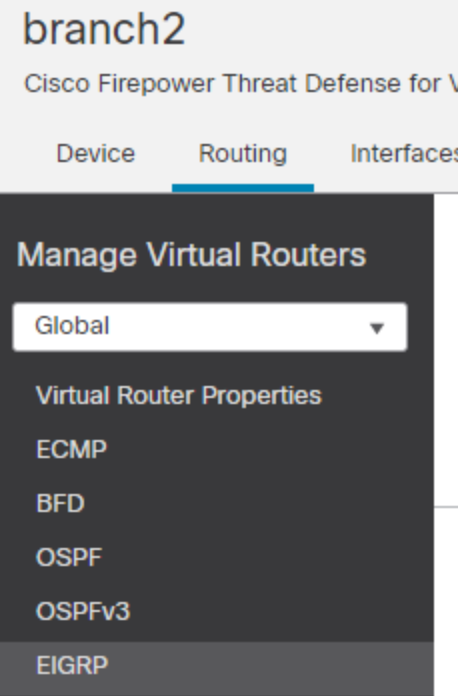 branch2
Cisco Firepower Threat Defense for
Device Routing Interfaces
Manage Virtual Routers
Global
Virtual Router Properties
ECMP
BFD
OSPF
OSPFv3
EIGRP